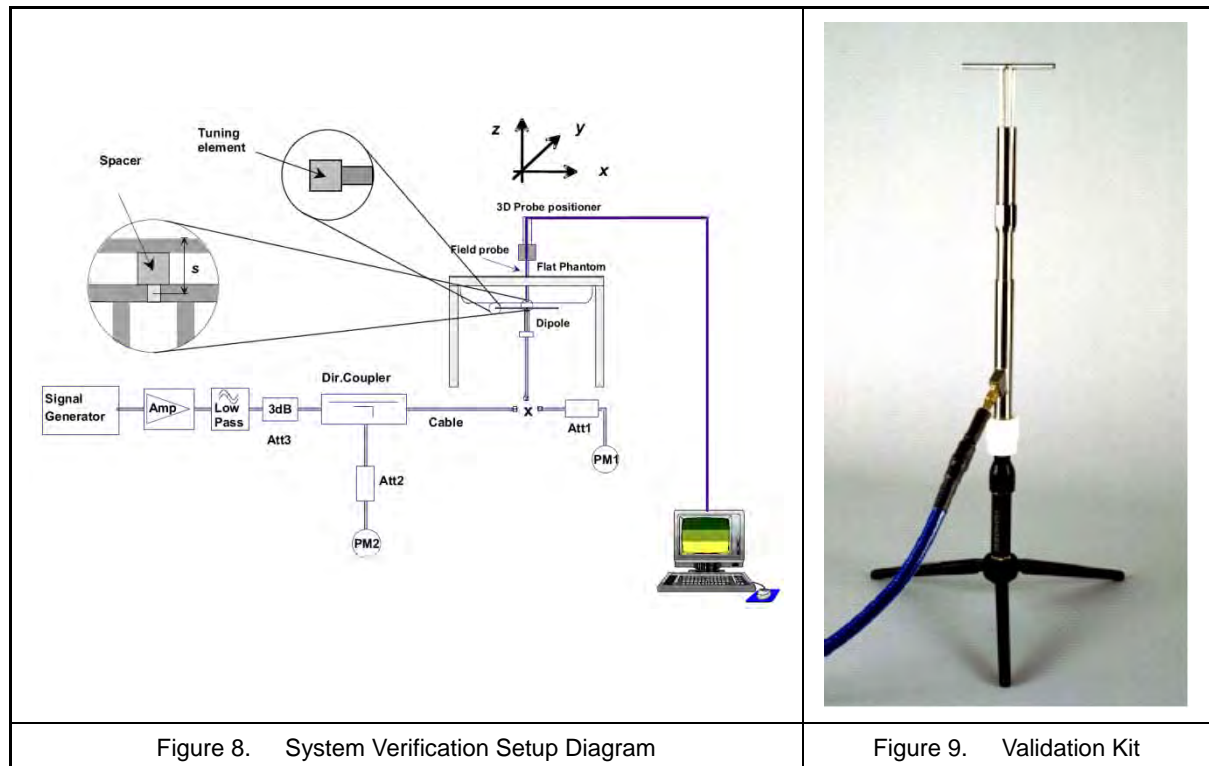 Tuning
element
Spacer
s
z
y
x
3D Probe positioner
Field probe
Flat Phantom
Dipole
Dir.Coupler
Signal
Generator
Amp
Low
Pass
3dB
Att3
Cable
x
Att1
PM1
Att2
PM2
Figure 8. System Verification Setup Diagram
Figure 9. Validation Kit